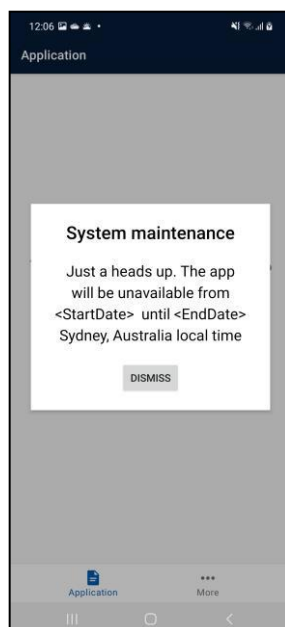 12:06
Application
System maintenance
Just a heads up. The app
will be unavailable from
<StartDate> until <EndDate>
Sydney, Australia local time
DISMISS
Application
More